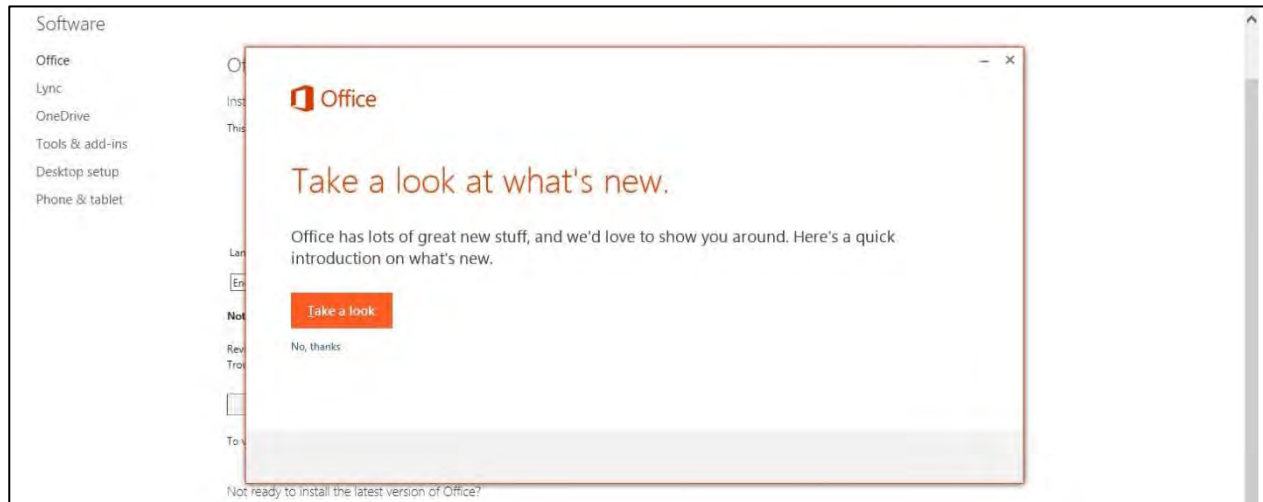 Software
Office
Lync
OneDrive
Tools & add-ins
Desktop setup
Phone & tablet
Office
Take a look at what's new.
Office has lots of great new stuff, and we'd love to show you around. Here's a quick
introduction on what's new.
Take a look
No, thanks
This
Not ready to install the latest version of Office?